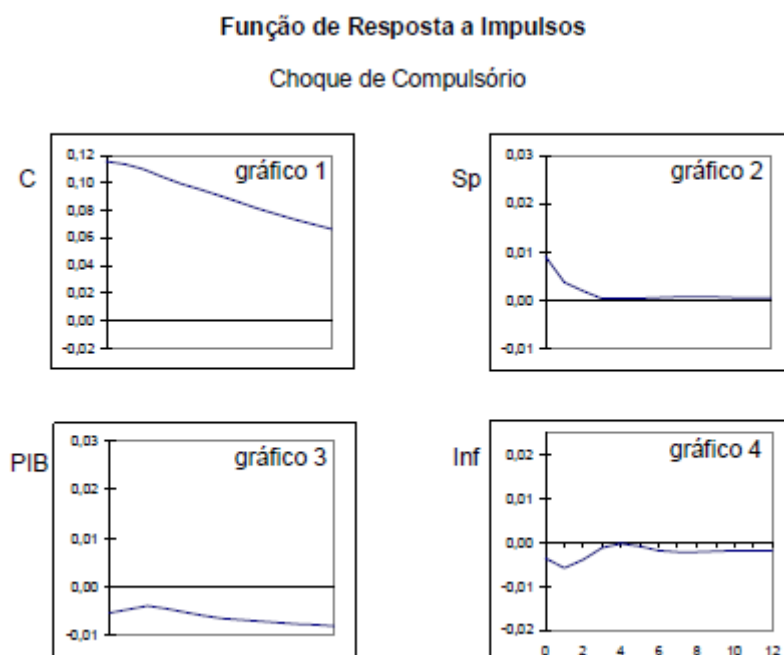 Função de Resposta a Impulsos
Choque de Compulsório
C
gráfico 1
0,12
0,10
0,08
0,06
0,04
0,02
0,00
-0,02
Sp
gráfico 2
0,03
0,02
0,01
0,00
-0,01
PIB
gráfico 3
0,03
0,02
0,01
0,00
-0,01
Inf
gráfico 4
0,02
0,01
0,00
-0,01
-0,02
0 2 4 6 8 10 12